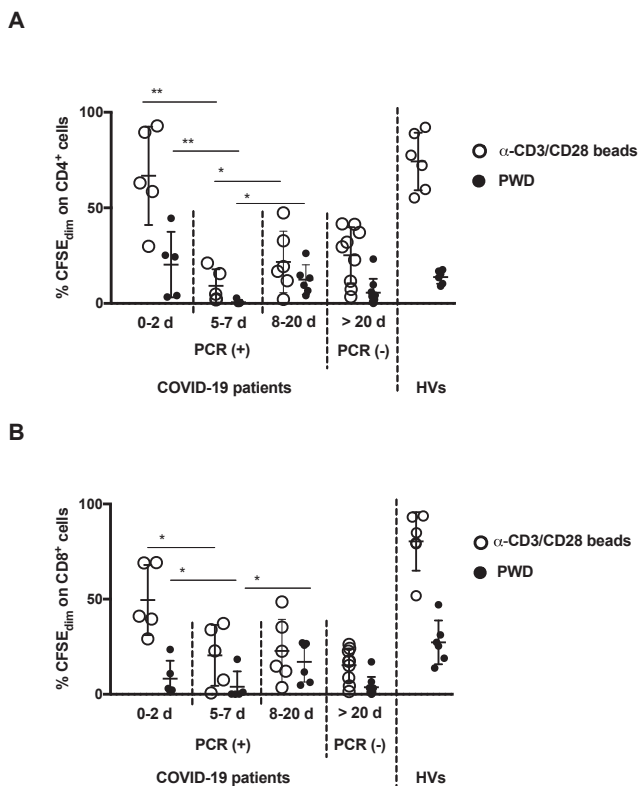 A
** 
**
*
*
100
50
0
% CFSEdim on CD4+ cells
α-CD3/CD28 beads
PWD
0-2 d 5-7 d 8-20 d > 20 d
PCR (+) PCR (-)
COVID-19 patients HVs
B
*
*
*
100
50
0
% CFSEdim on CD8+ cells
α-CD3/CD28 beads
PWD
0-2 d 5-7 d 8-20 d > 20 d
PCR (+) PCR (-)
COVID-19 patients HVs